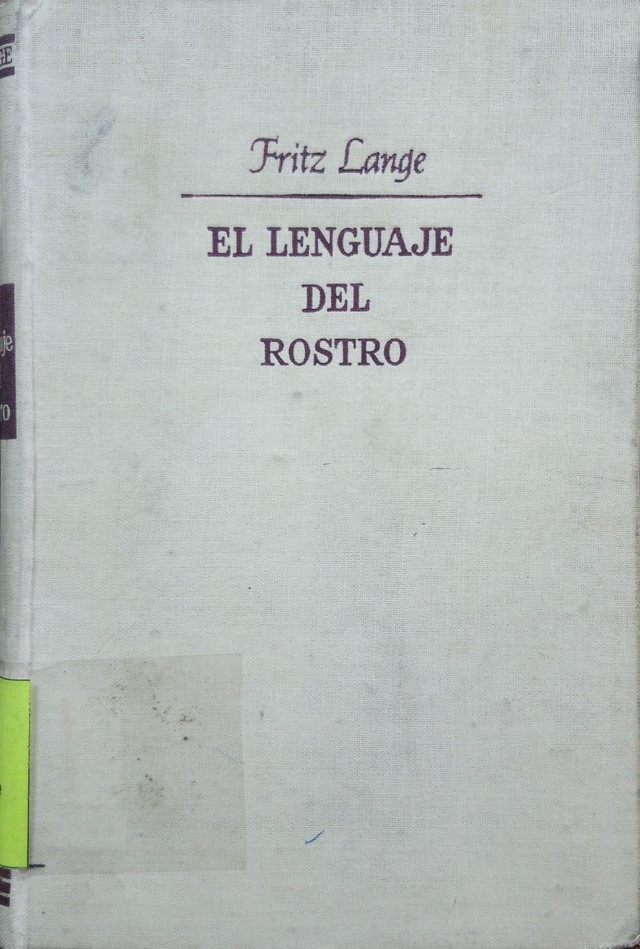 Fritz Lange
EL LENGUAJE
DEL
ROSTRO